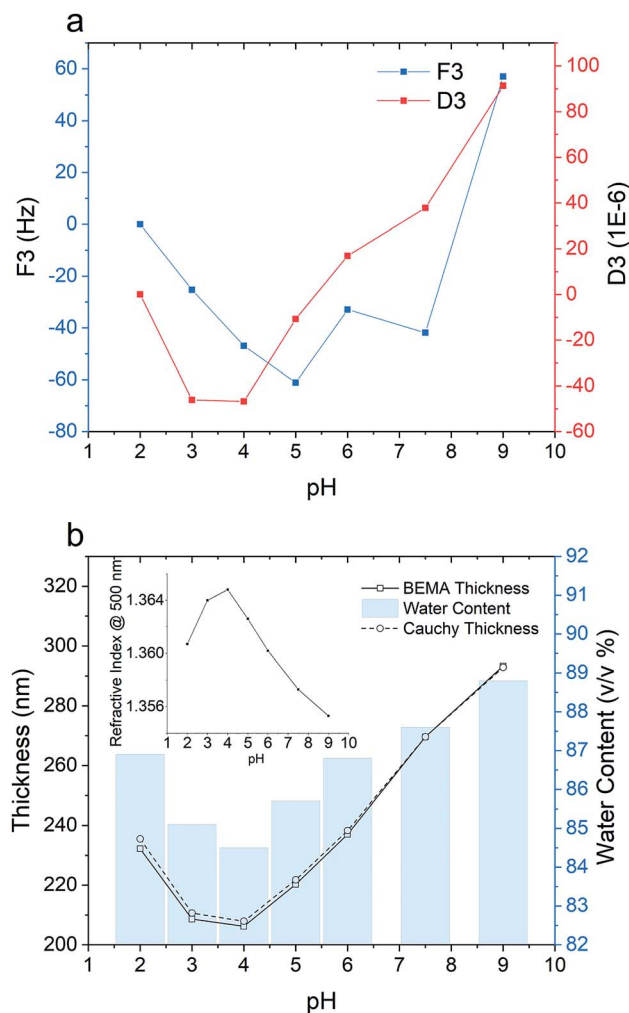 a
F3
D3
60
40
20
0
-20
-40
-60
-80
F3 (Hz)
100
80
60
40
20
0
-20
-40
-60
D3 (1E-6)
1 2 3 4 5 6 7 8 9 10
pH
b
320
300
280
260
240
220
200
Thickness (nm)
Refractive Index @ 500 nm
1.364
1.360
1.356
1 2 3 4 5 6 7 8 9 10
pH
BEMA Thickness
Water Content
Cauchy Thickness
92
91
90
89
88
87
86
85
84
83
82
Water Content (v/v %)
1 2 3 4 5 6 7 8 9 10
pH